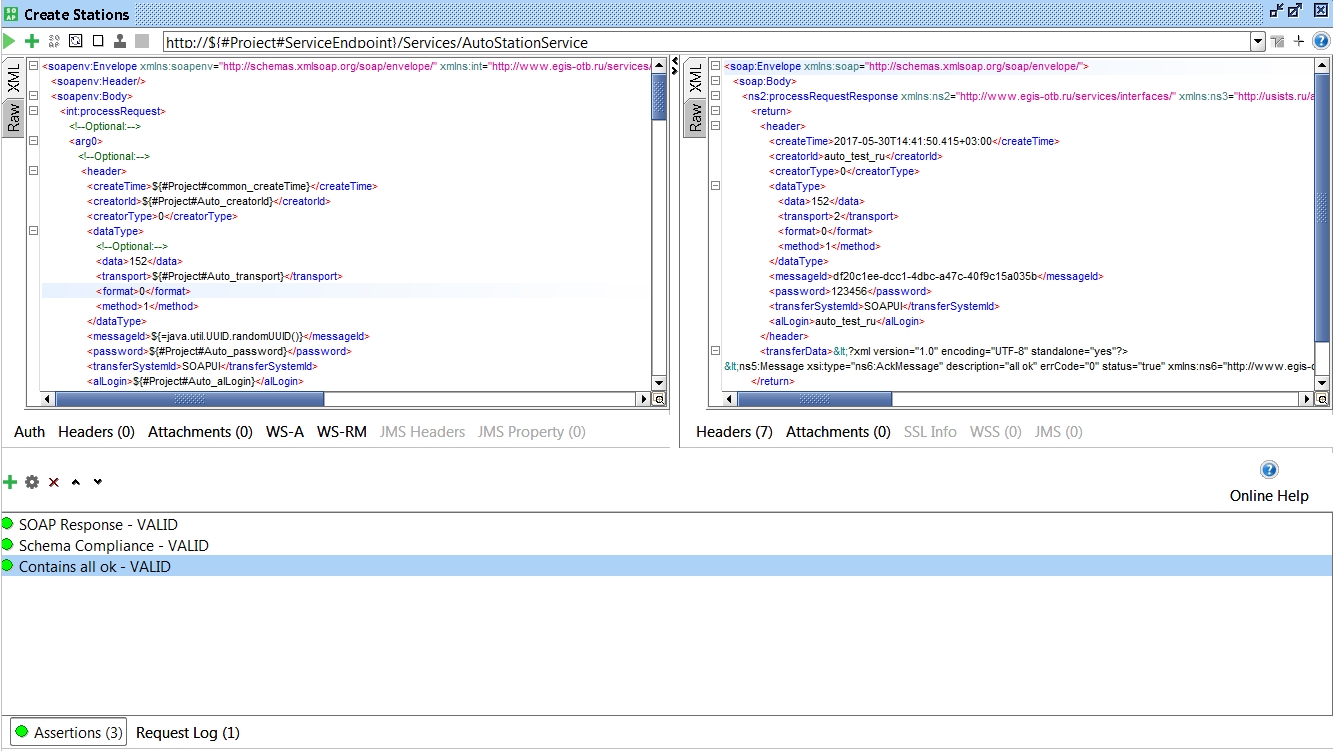 Create Stations
http://${#Project#ServiceEndpoint}/Services/AutoStationService
XML
Raw
<soapenv:Envelope xmlns:soapenv="http://schemas.xmlsoap.org/soap/envelope/" xmlns:int="http://www.egis-otb.ru/services/
<soapenv:Header/>
<soapenv:Body>
<int:processRequest>
<!--Optional:-->
<arg0>
<!--Optional:-->
<header>
<createTime>${#Project#common_createTime}</createTime>
<creatorId>${#Project#Auto_creatorId}</creatorId>
<creatorType>0</creatorType>
<dataType>
<!--Optional:-->
<data>152</data>
<transport>${#Project#Auto_transport}</transport>
<format>0</format>
<method>1</method>
</dataType>
<messageId>${=java.util.UUID.randomUUID()}</messageId>
<password>${#Project#Auto_password}</password>
<transferSystemId>SOAPUI</transferSystemId>
<alLogin>${#Project#Auto_alLogin}</alLogin>
XML
Raw
<soap:Envelope xmlns:soap="http://schemas.xmlsoap.org/soap/envelope/">
<soap:Body>
<ns2:processRequestResponse xmlns:ns2="http://www.egis-otb.ru/services/interfaces/" xmlns:ns3="http://usists.ru/a
<return>
<header>
<createTime>2017-05-30T14:41:50.415+03:00</createTime>
<creatorId>auto_test_ru</creatorId>
<creatorType>0</creatorType>
<dataType>
<data>152</data>
<transport>2</transport>
<format>0</format>
<method>1</method>
</dataType>
<messageId>df20c1ee-dcc1-4dbc-a47c-40f9c15a035b</messageId>
<password>123456</password>
<transferSystemId>SOAPUI</transferSystemId>
<alLogin>auto_test_ru</alLogin>
</header>
<transferData>&lt;?xml version="1.0" encoding="UTF-8" standalone="yes"?>
&lt;ns5:Message xsi:type="ns6:AckMessage" description="all ok" errCode="0" status="true" xmlns:ns6="http://www.egis-o
</return>
Auth Headers (0) Attachments (0) WS-A WS-RM JMS Headers JMS Property (0)
Headers (7) Attachments (0) SSL Info WSS (0) JMS (0)
Online Help
SOAP Response - VALID
Schema Compliance - VALID
Contains all ok - VALID
Assertions (3) Request Log (1)